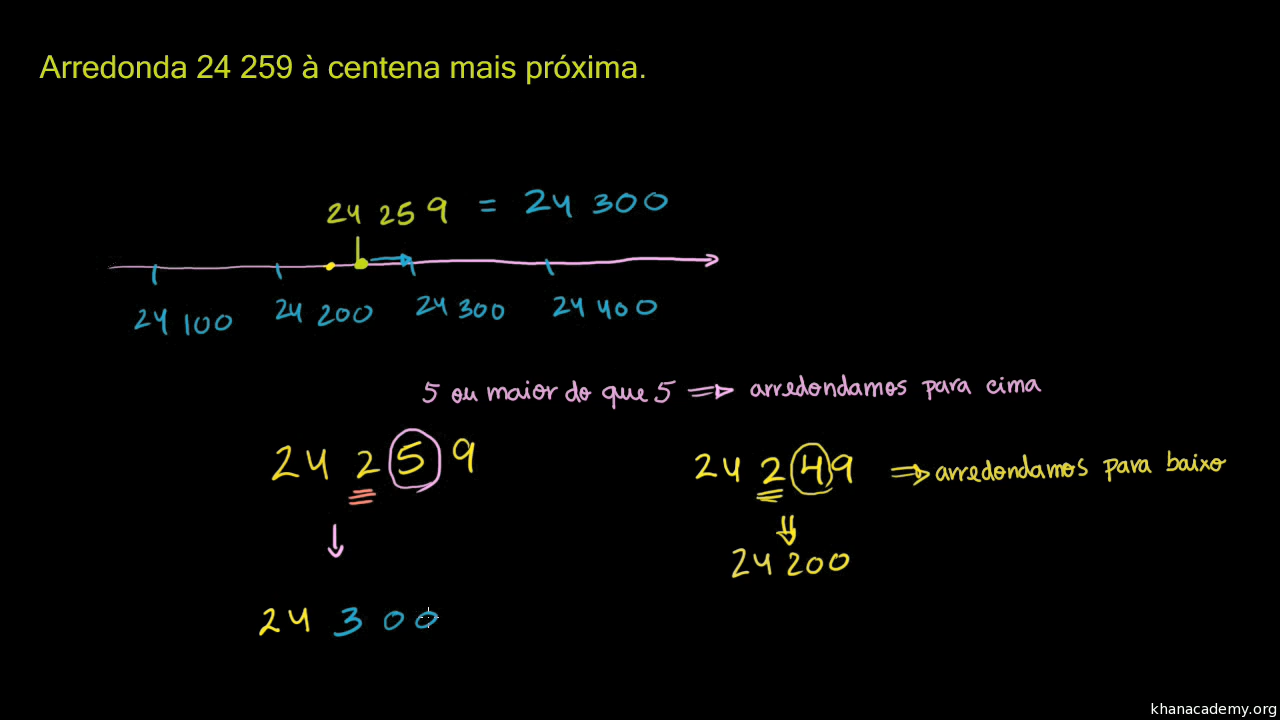 Arredonda 24 259 à centena mais próxima.
24 259 = 24 300
24 100 24 200 24 300 24 400
5 ou maior do que 5 ⇒ arredondamos para cima
24 259
24 249 ⇒ arredondamos para baixo
24 200
24 300
khanacademy.org